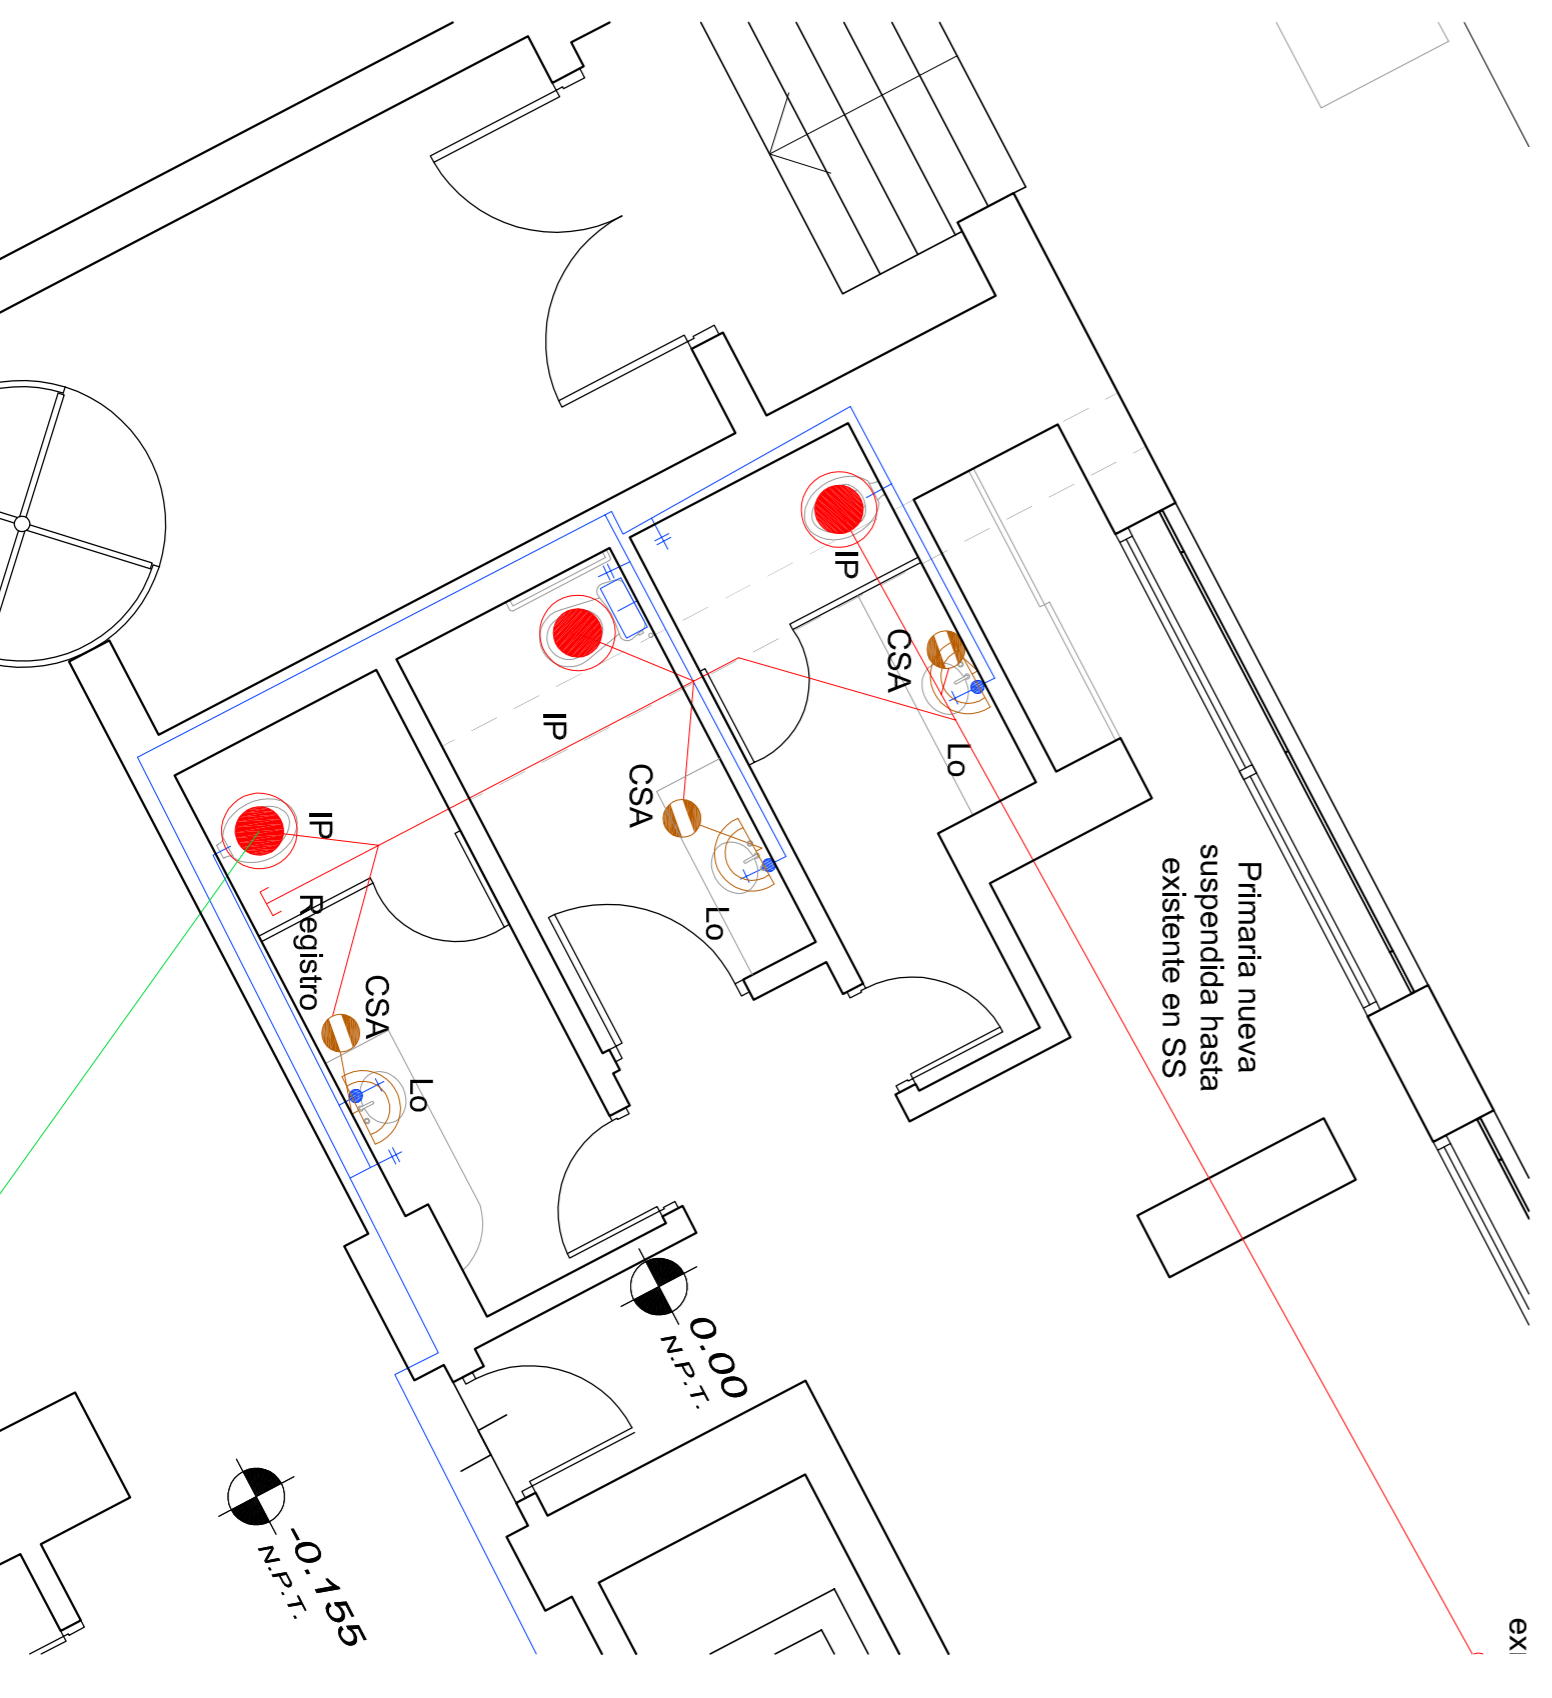 IP
CSA
Lo
IP
CSA
Lo
IP
Registro
CSA
Lo
Primaria nueva
suspendida hasta
existente en SS
0.00
N.P.T.
-0.155
N.P.T.
ex